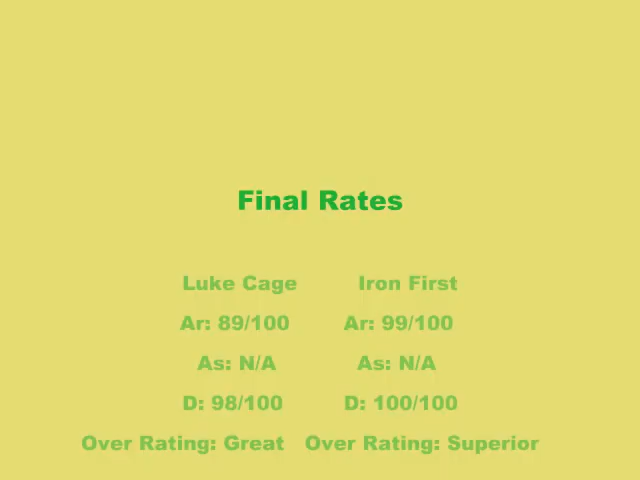 Final Rates
Luke Cage Iron First
Ar: 89/100 Ar: 99/100
As: N/A As: N/A
D: 98/100 D: 100/100
Over Rating: Great Over Rating: Superior